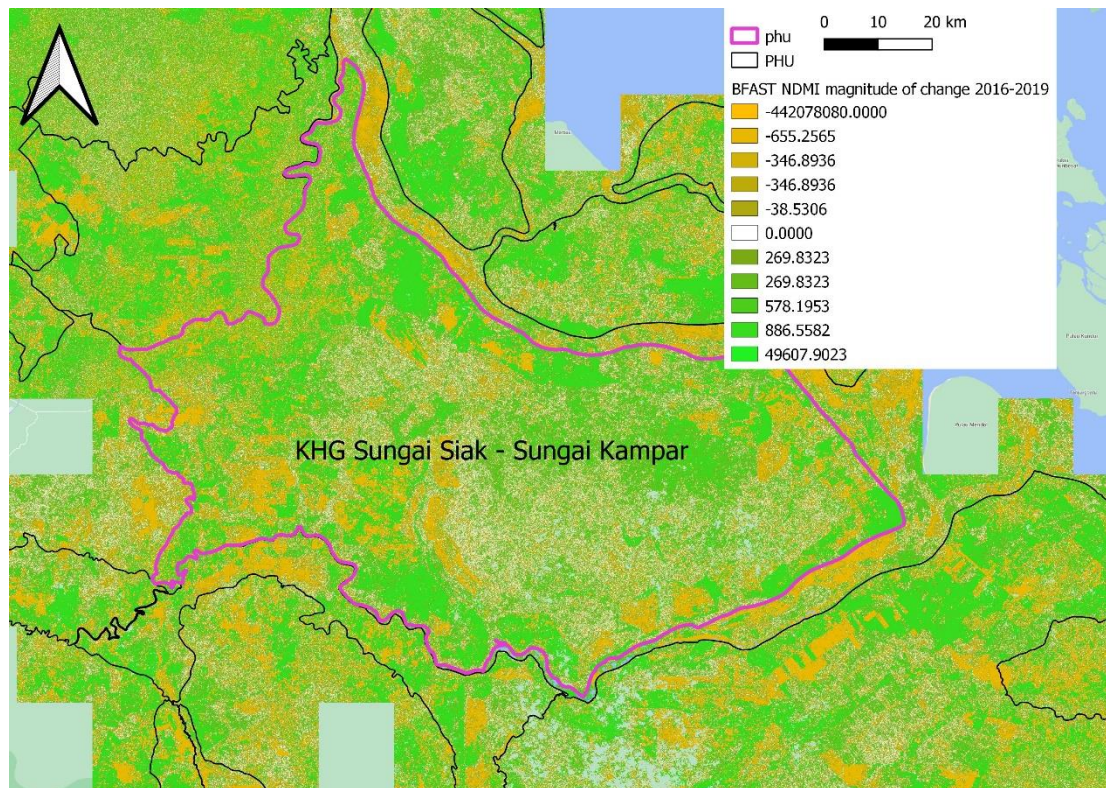 0 10 20 km
phu
PHU
BFAST NDMI magnitude of change 2016-2019
-442078080.0000
-655.2565
-346.8936
-346.8936
-38.5306
0.0000
269.8323
269.8323
578.1953
886.5582
49607.9023
KHG Sungai Siak - Sungai Kampar